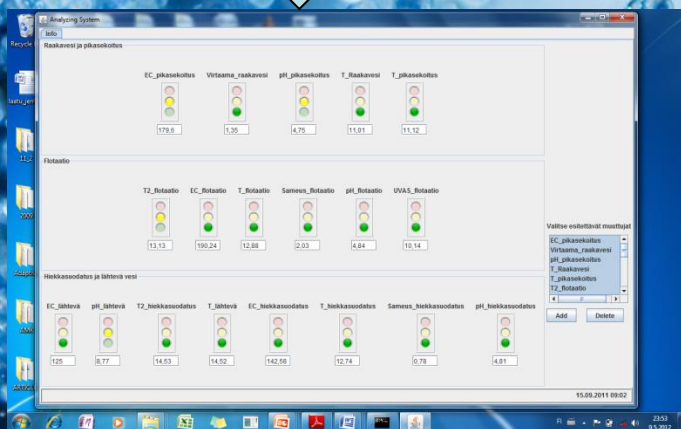 Analyzing System
Info
Raakavesi ja pikasekoitus
EC_pikasekoitus Virtaama_raakavesi pH_pikasekoitus T_Raakavesi T_pikasekoitus
179,6 1,35 4,75 11,01 11,12
Flotaatio
T2_flotaatio EC_flotaatio T_flotaatio Sameus_flotaatio pH_flotaatio UVAS_flotaatio
13,13 190,24 12,88 2,03 4,84 10,14
Valitse esitettävät muuttujat
EC_pikasekoitus
Virtaama_raakavesi
pH_pikasekoitus
T_Raakavesi
T_pikasekoitus
T2_flotaatio
Add Delete
Hiekkasuodatus ja lähtevä vesi
EC_lähtevä pH_lähtevä T2_hiekkasuodatus T_lähtevä EC_hiekkasuodatus T_hiekkasuodatus Sameus_hiekkasuodatus pH_hiekkasuodatus
125 8,77 14,53 14,52 142,58 12,74 0,78 4,81
15.09.2011 09:02
Recycle
2009
FI
23:53
9.5.2012